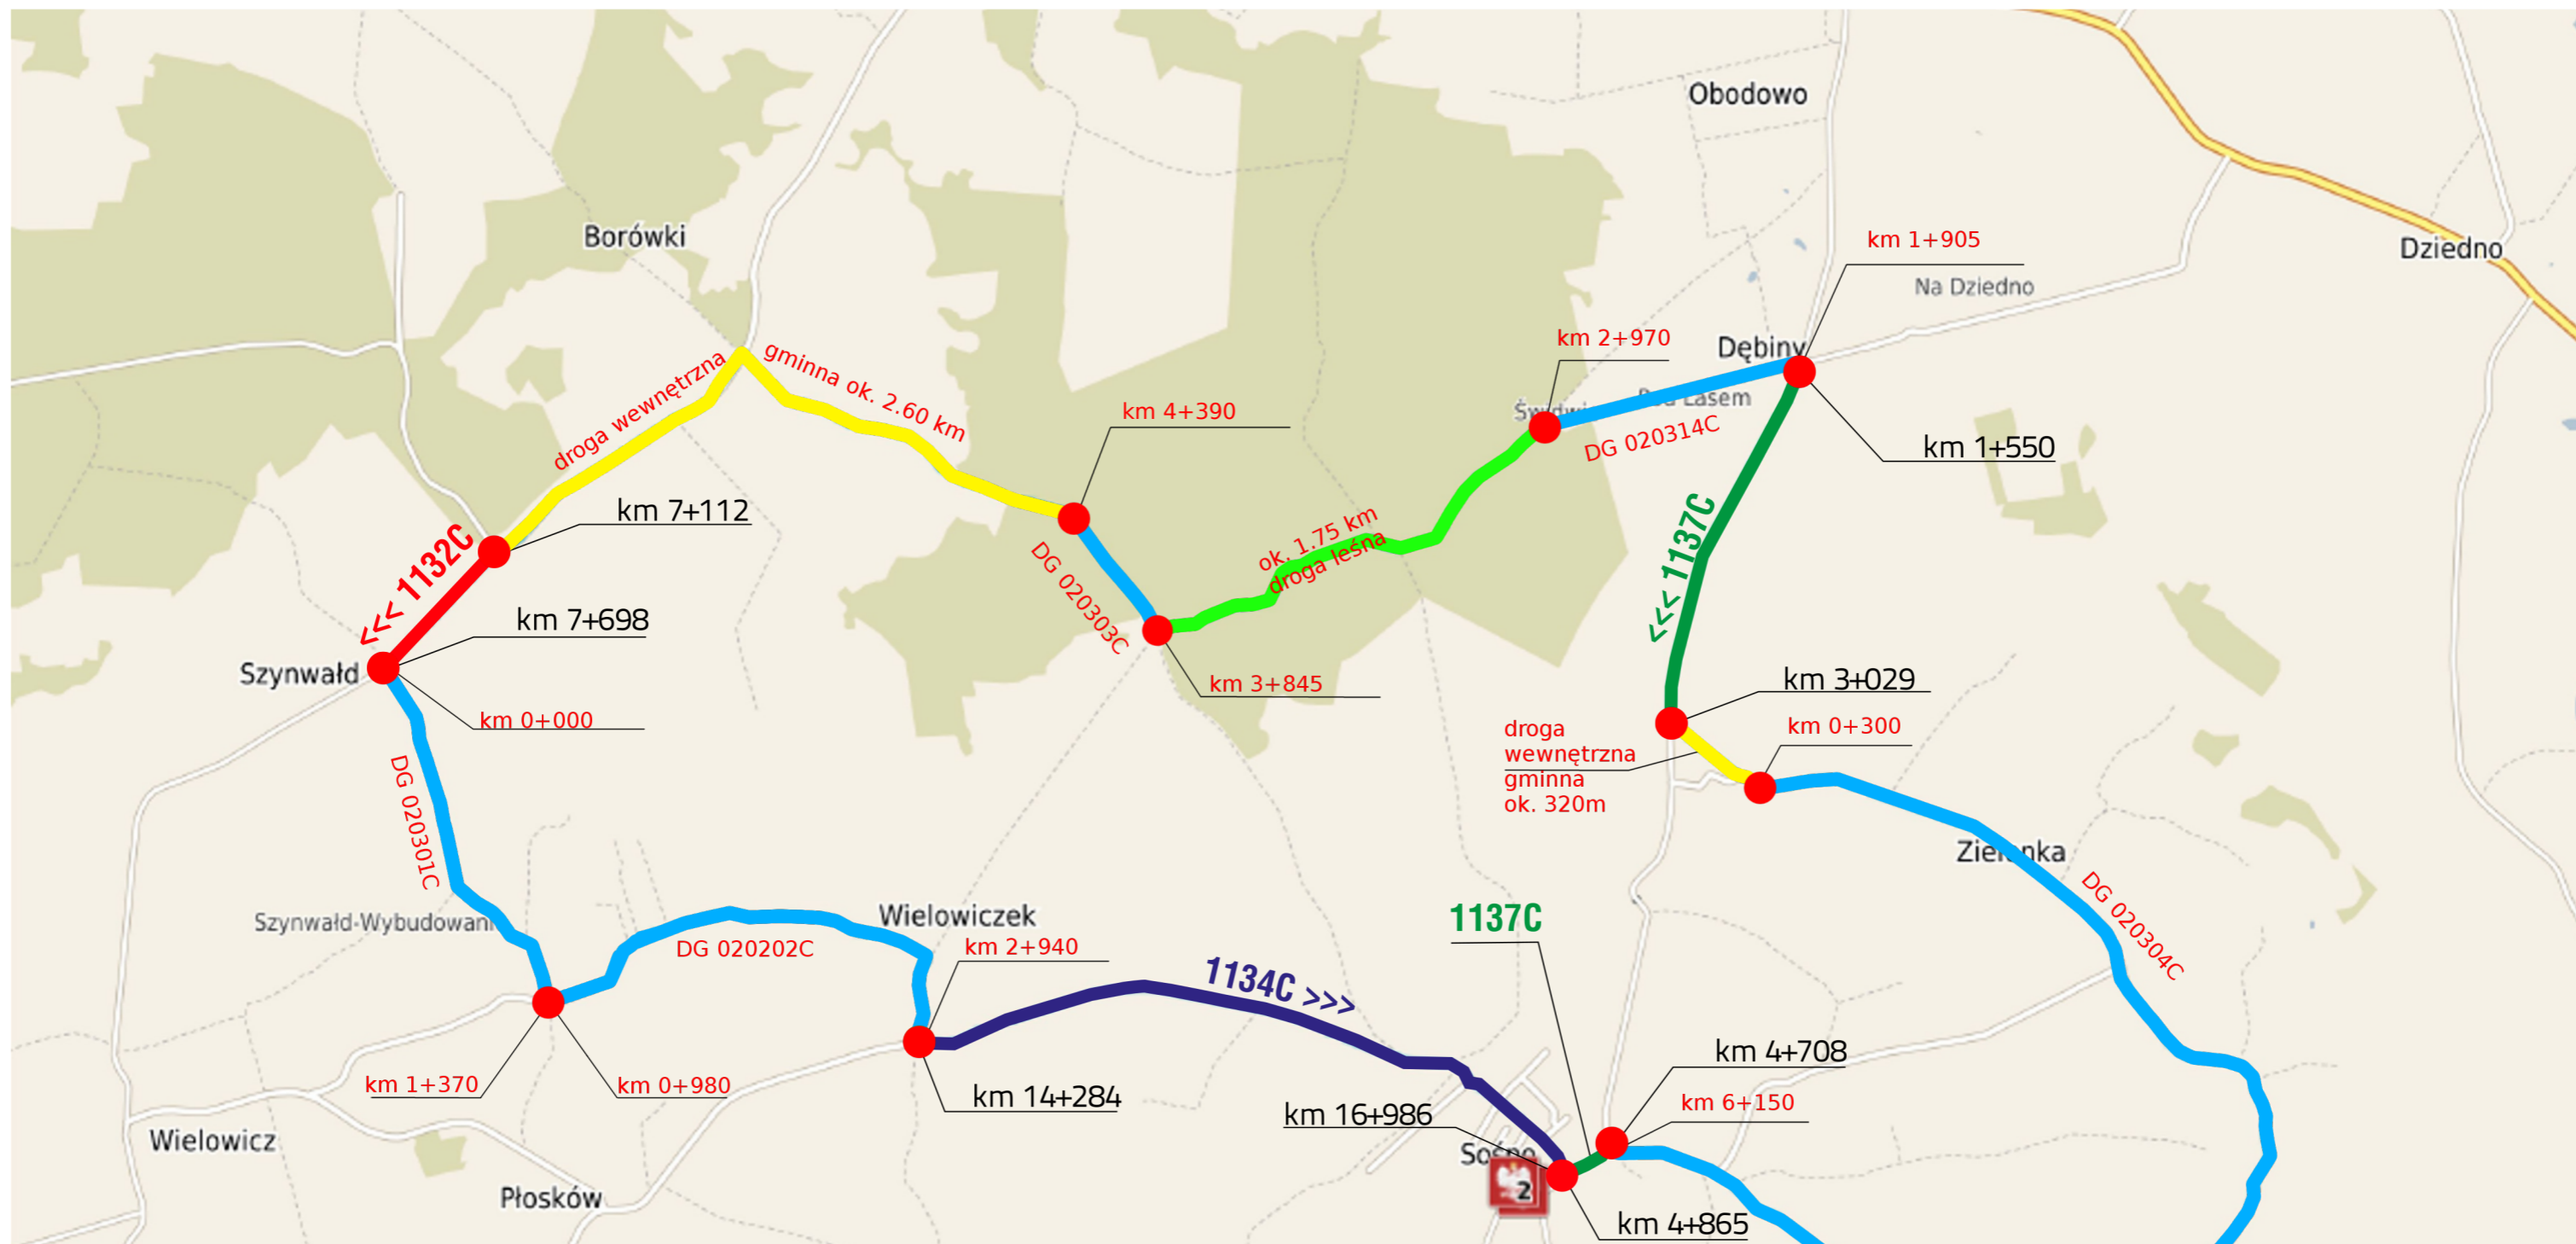 Obodowo
Borówki
km 1+905
Dziedno
Na Dziedno
km 2+970
Dębiny
droga wewnętrzna
gminna ok. 2.60 km
km 4+390
Lasem
DG 020314C
km 1+550
km 7+112
<<< 1132C
ok. 1.75 km
droga leśna
<<< 1137C
DG 020303C
km 7+698
Szynwałd
km 3+845
km 3+029
km 0+000
droga
wewnętrzna
gminna
ok. 320m
km 0+300
DG 020301C
Zielonka
DG 020304C
Szynwałd-Wybudowani
Wielowiczek
1137C
DG 020202C
km 2+940
1134C >>>
km 4+708
km 1+370
km 0+980
km 14+284
km 16+986
km 6+150
Wielowicz
Sośno
2
Płosków
km 4+865